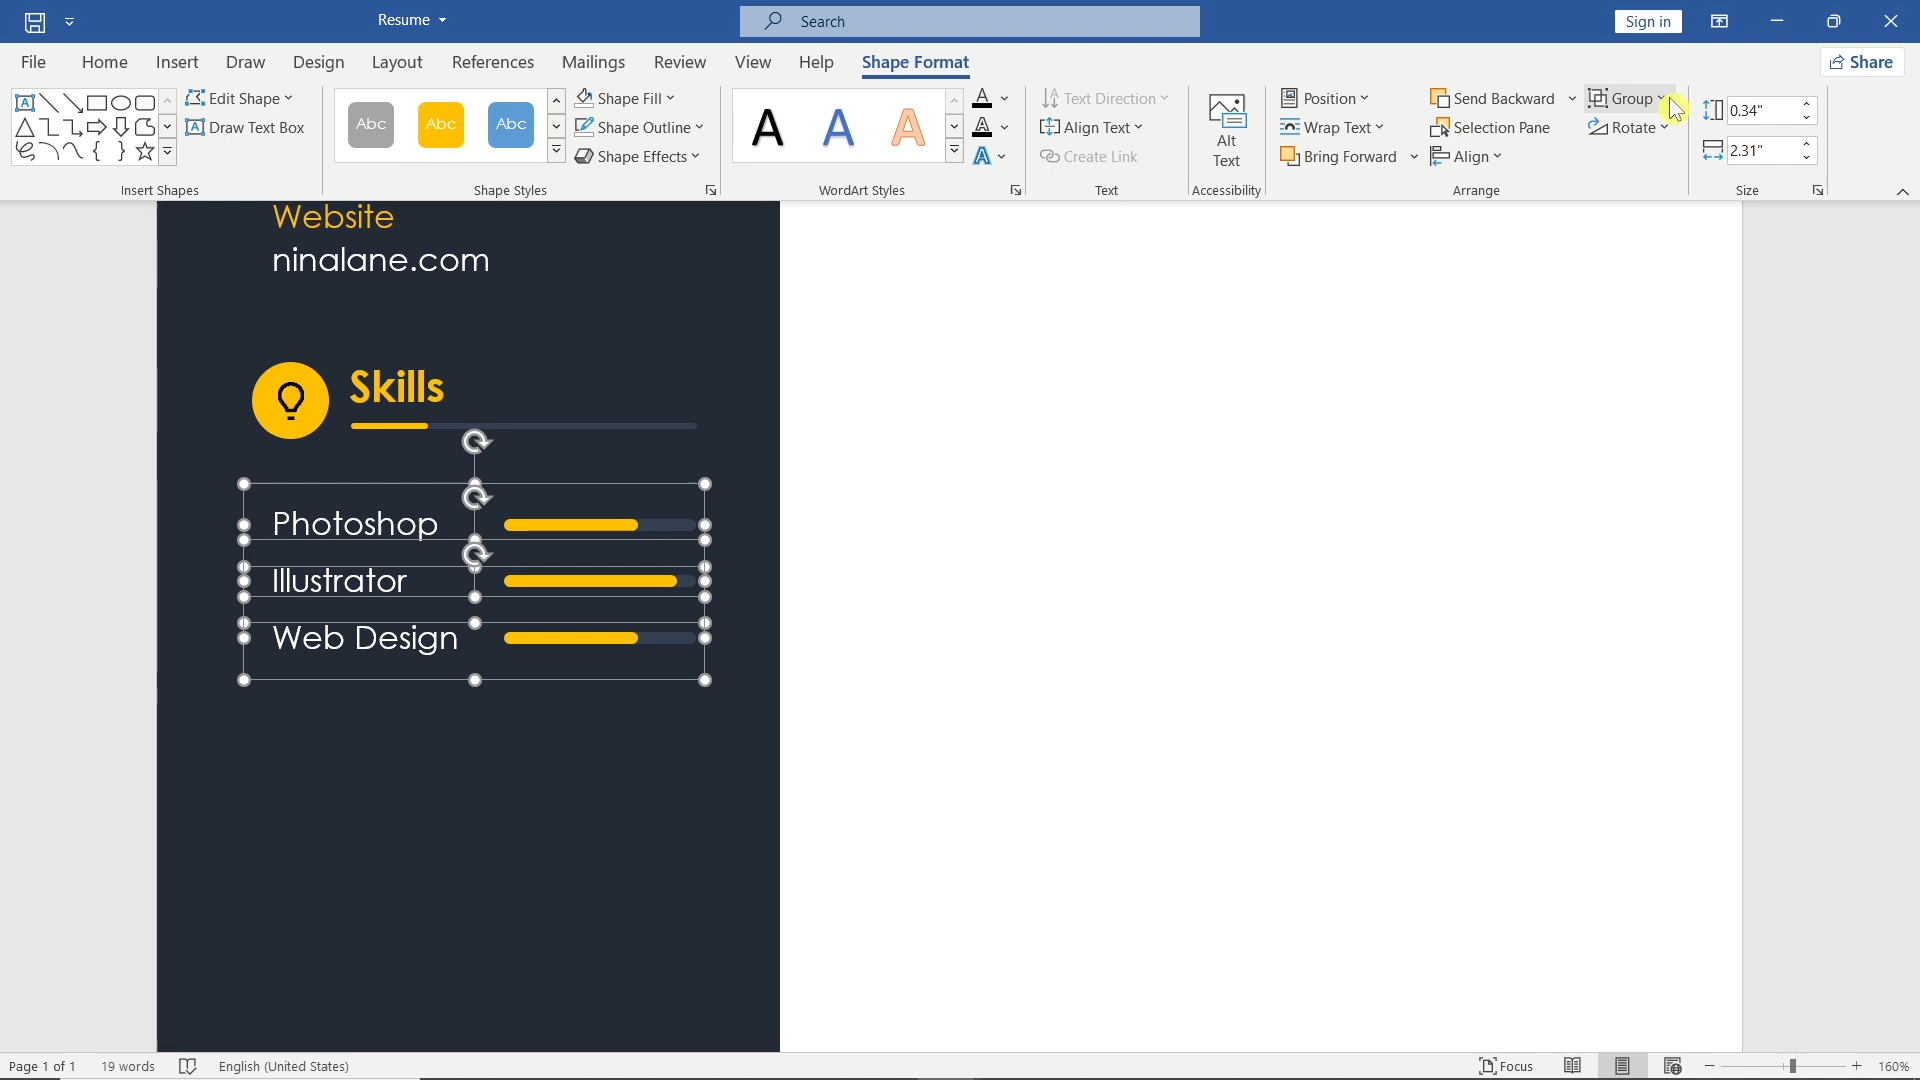 Resume
Search
Sign in
File Home Insert Draw Design Layout References Mailings Review View Help Shape Format Share
Edit Shape Abc Abc Abc Shape Fill A A A A Text Direction Position Send Backward Group 0.34"
Draw Text Box Shape Outline A Align Text Alt Text Wrap Text Selection Pane Rotate
Shape Effects A Create Link Bring Forward Align 2.31"
Insert Shapes Shape Styles WordArt Styles Text Accessibility Arrange Size
Website
ninalane.com
Skills
Photoshop
Illustrator
Web Design
Page 1 of 1 19 words English (United States) Focus 160%